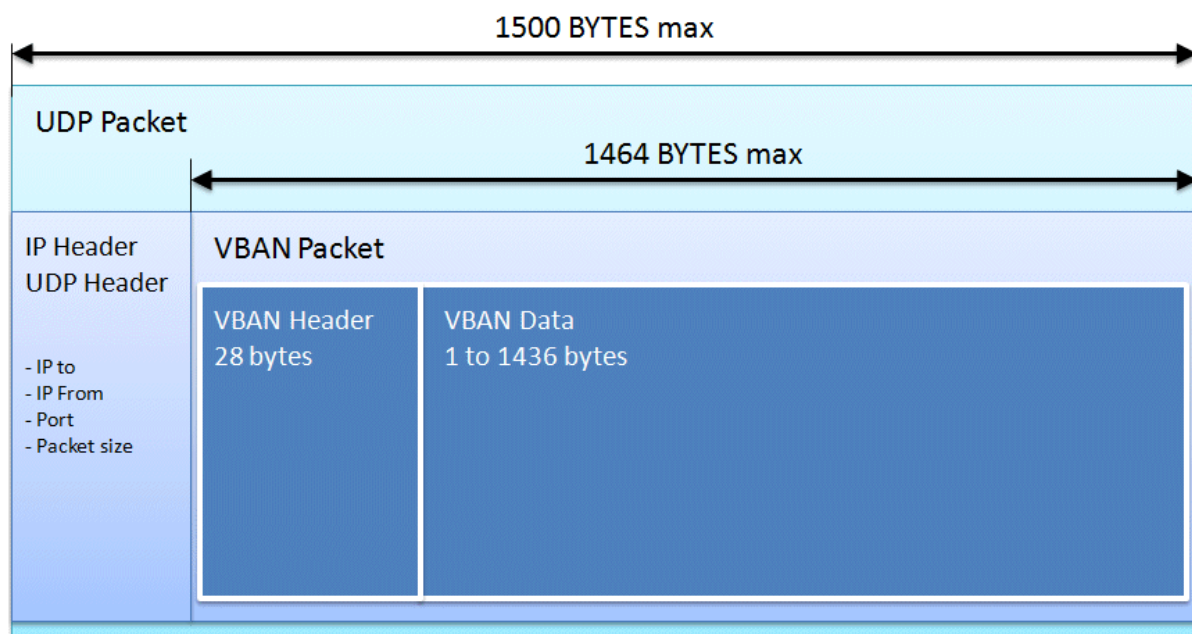 1500 BYTES max
UDP Packet
1464 BYTES max
IP Header
UDP Header
- IP to
- IP From
- Port
- Packet size
VBAN Packet
VBAN Header
28 bytes
VBAN Data
1 to 1436 bytes